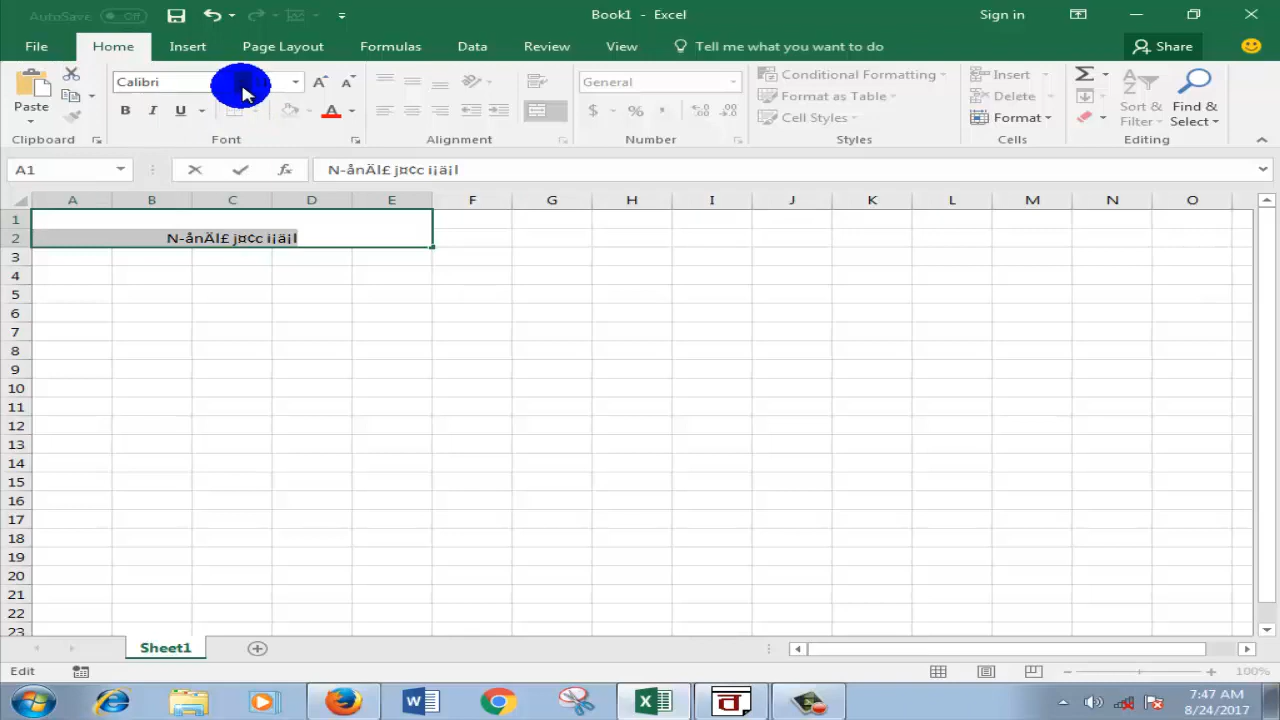 AutoSave Off
Book1 - Excel
Sign in
File Home Insert Page Layout Formulas Data Review View Tell me what you want to do Share
Paste
Calibri
General
Conditional Formatting
Format as Table
Cell Styles
Insert
Delete
Format
Sort & Filter
Find & Select
Clipboard Font Alignment Number Styles Cells Editing
A1 fx N-å­nÄl£ j¤¢c i¡ä¡l
A B C D E F G H I J K L M N O
1
2 N-å­nÄl£ j¤¢c i¡ä¡l
3
4
5
6
7
8
9
10
11
12
13
14
15
16
17
18
19
20
21
22
23
Sheet1
Edit 100%
7:47 AM
8/24/2017